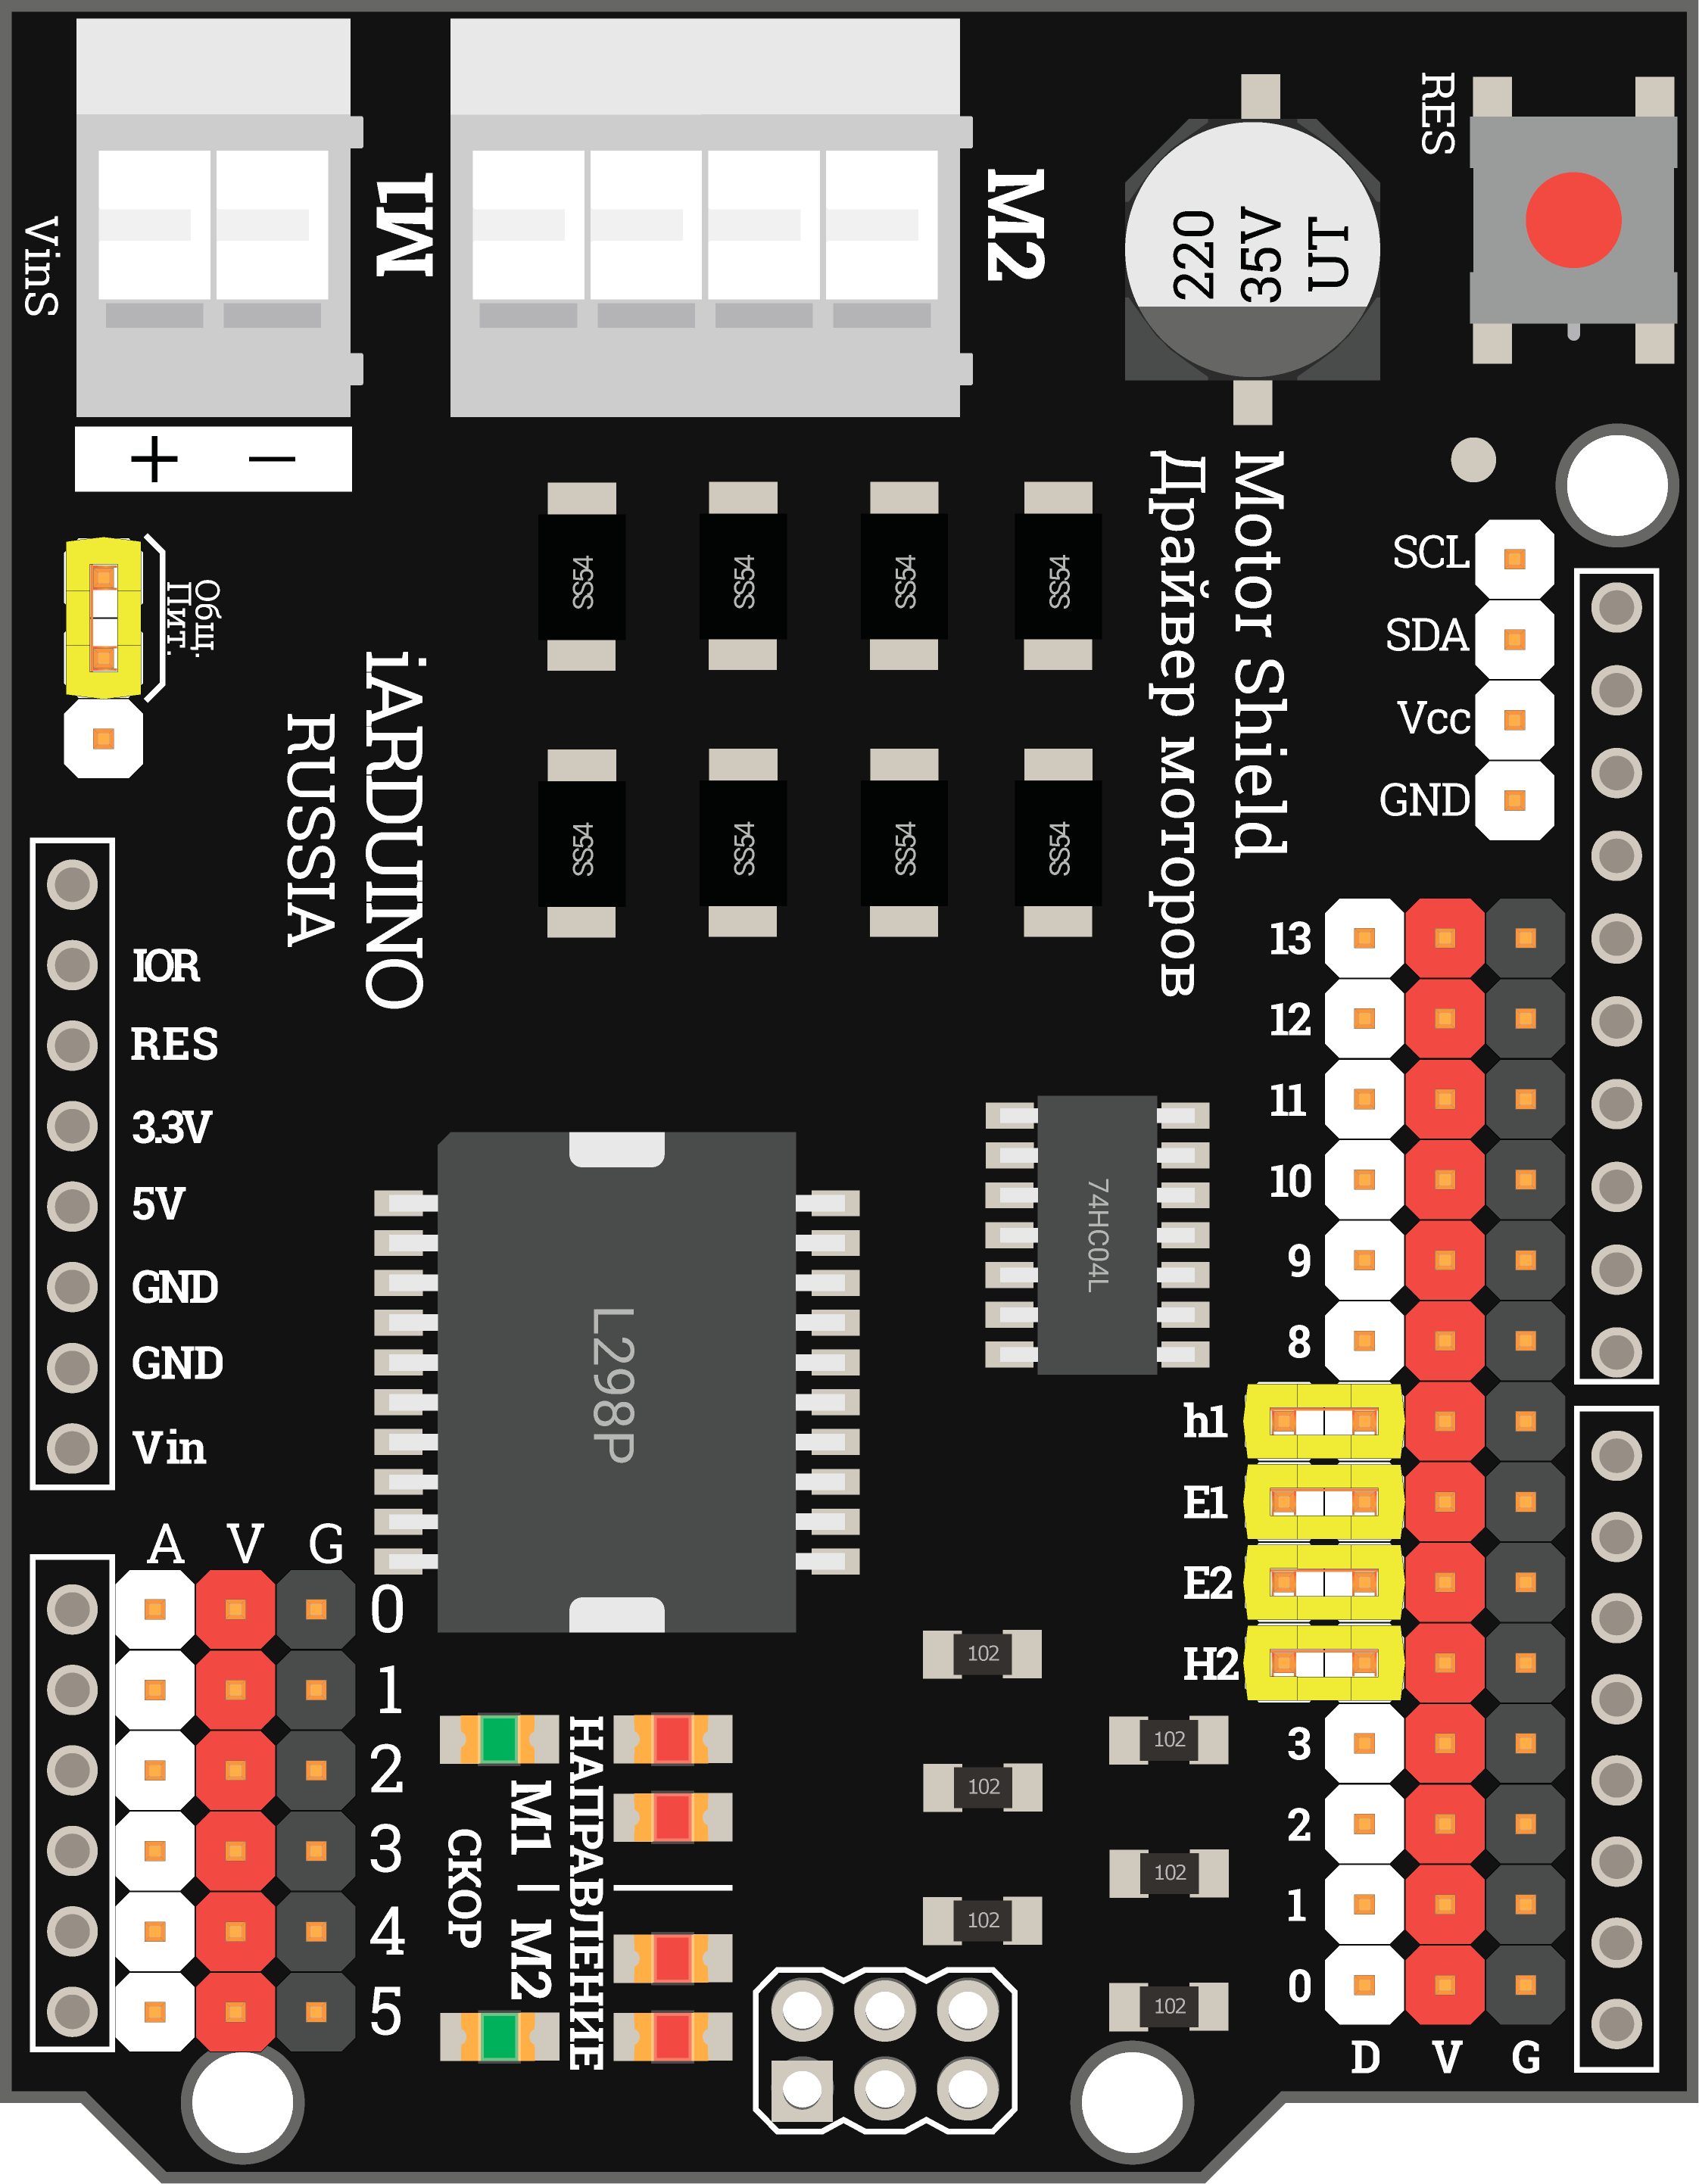 VinS
M1
M2
220
35V
UT
RES
+ −
Общ.
Пит.
iARDUINO
RUSSIA
SS54
SS54
SS54
SS54
SS54
SS54
SS54
SS54
Motor Shield
Драйвер моторов
SCL
SDA
Vcc
GND
IOR
RES
3.3V
5V
GND
GND
Vin
L298P
74HC04L
13
12
11
10
9
8
h1
E1
E2
H2
3
2
1
0
D V G
A V G
0
1
2
3
4
5
НАПРАВЛЕНИЕ
M1 | M2
СКОР
102
102
102
102
102
102